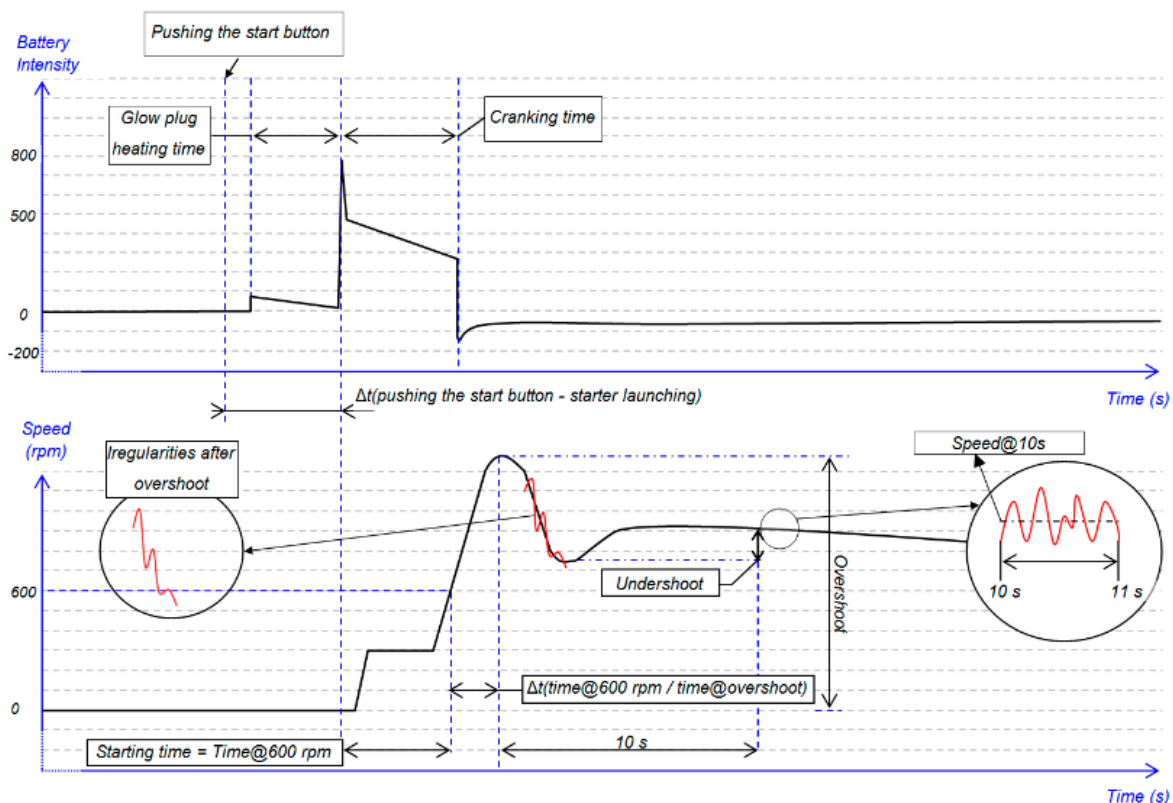 Pushing the start button
Battery
Intensity
Glow plug
heating time
Cranking time
800
500
0
-200
Time (s)
Δt(pushing the start button - starter launching)
Speed
(rpm)
Irregularities after
overshoot
Speed@10s
10 s
11 s
600
Undershoot
Overshoot
Δt(time@600 rpm / time@overshoot)
0
Starting time = Time@600 rpm
10 s
Time (s)